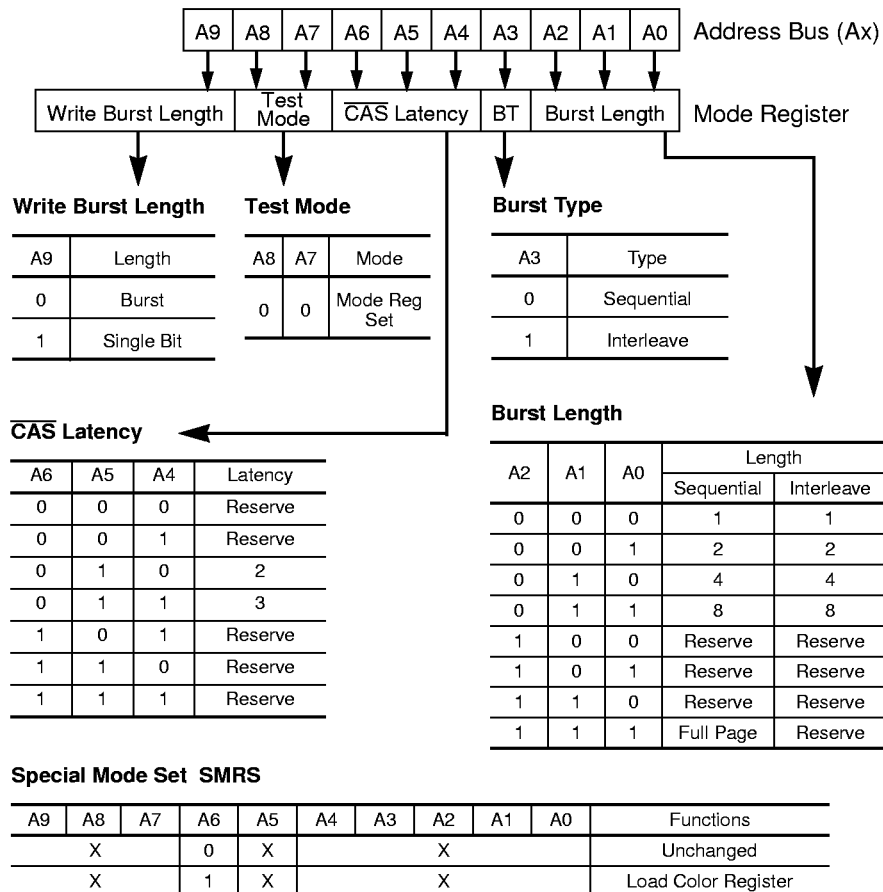 A9 A8 A7 A6 A5 A4 A3 A2 A1 A0 Address Bus (Ax)
Write Burst Length Test Mode CAS Latency BT Burst Length Mode Register
Write Burst Length
A9 Length
0 Burst
1 Single Bit
Test Mode
A8 A7 Mode
0 0 Mode Reg Set
Burst Type
A3 Type
0 Sequential
1 Interleave
CAS Latency
A6 A5 A4 Latency
0 0 0 Reserve
0 0 1 Reserve
0 1 0 2
0 1 1 3
1 0 1 Reserve
1 1 0 Reserve
1 1 1 Reserve
Burst Length
A2 A1 A0 Length
Sequential Interleave
0 0 0 1 1
0 0 1 2 2
0 1 0 4 4
0 1 1 8 8
1 0 0 Reserve Reserve
1 0 1 Reserve Reserve
1 1 0 Reserve Reserve
1 1 1 Full Page Reserve
Special Mode Set SMRS
A9 A8 A7 A6 A5 A4 A3 A2 A1 A0 Functions
X 0 X X Unchanged
X 1 X X Load Color Register